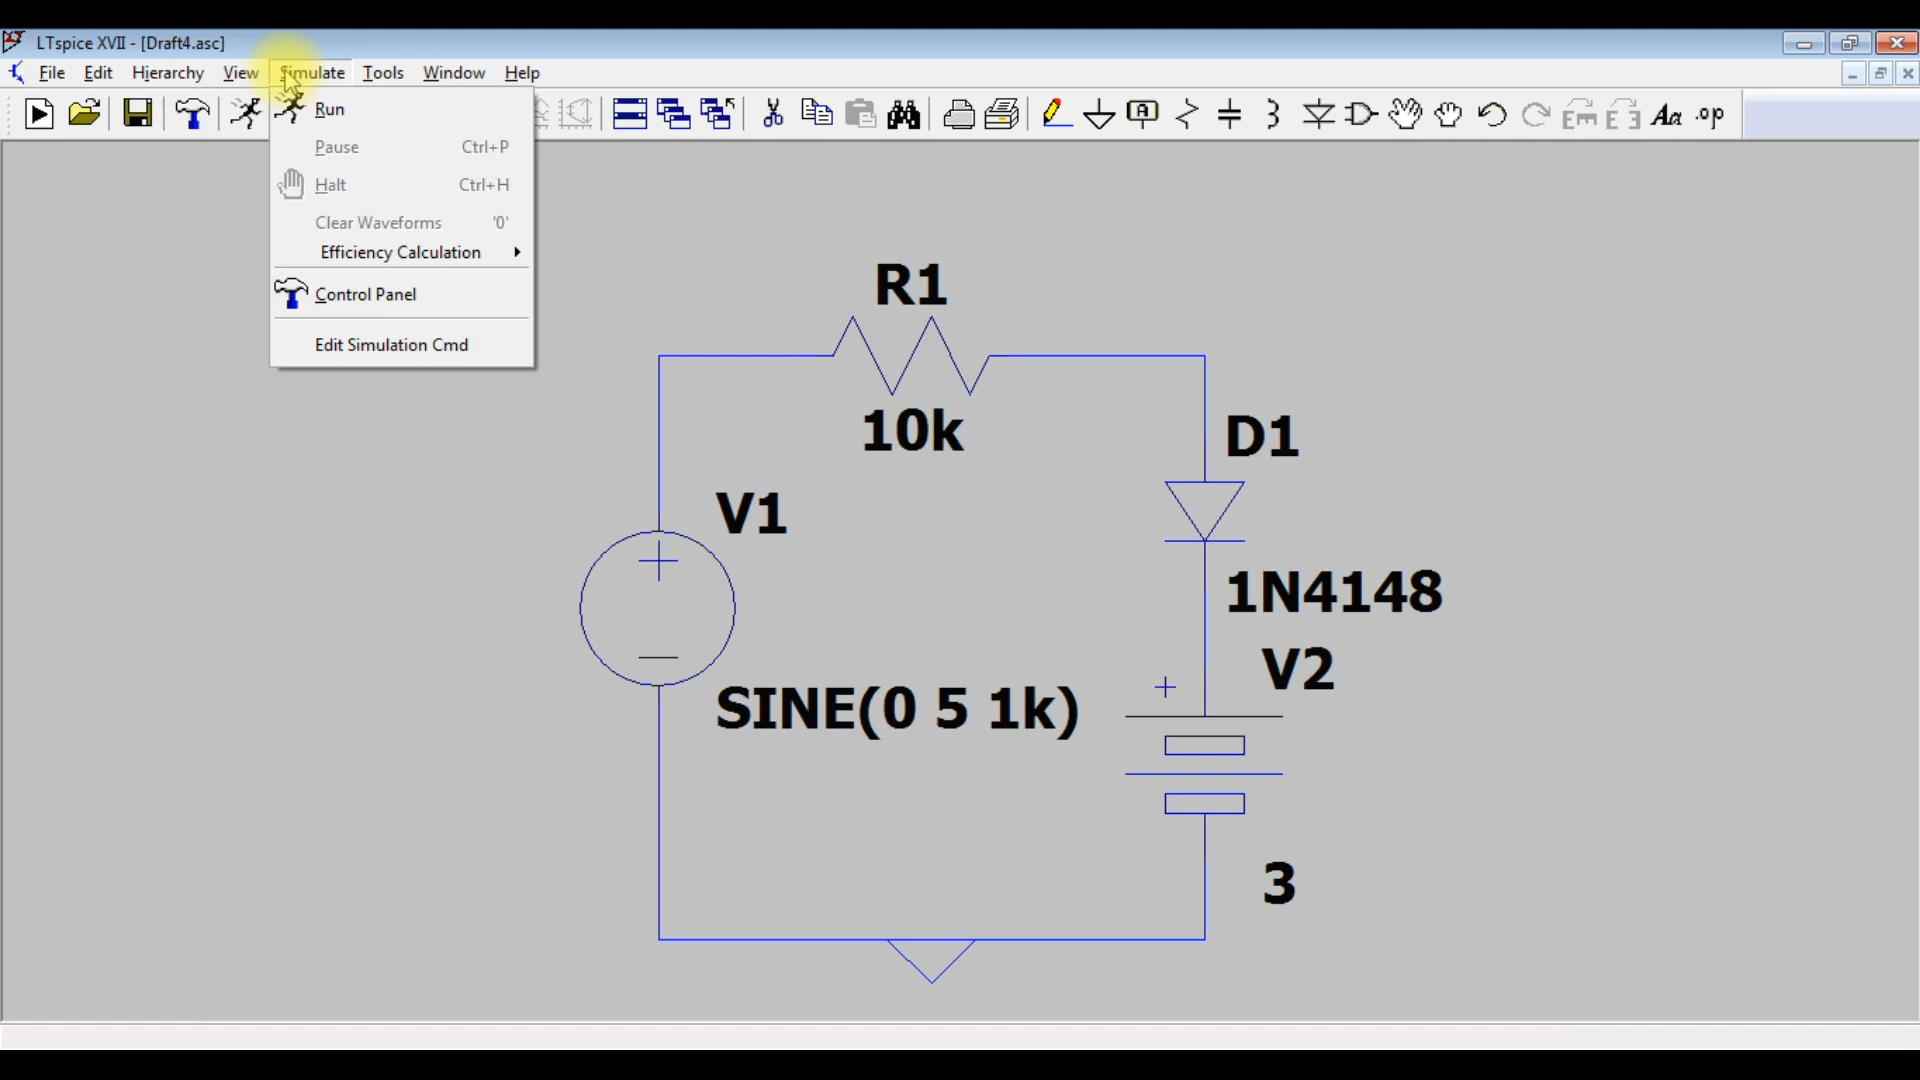 LTspice XVII - [Draft4.asc]
File Edit Hierarchy View Simulate Tools Window Help
Run
Pause Ctrl+P
Halt Ctrl+H
Clear Waveforms '0'
Efficiency Calculation
Control Panel
Edit Simulation Cmd
A
Aa .op
R1
10k
D1
V1
1N4148
V2
SINE(0 5 1k)
3